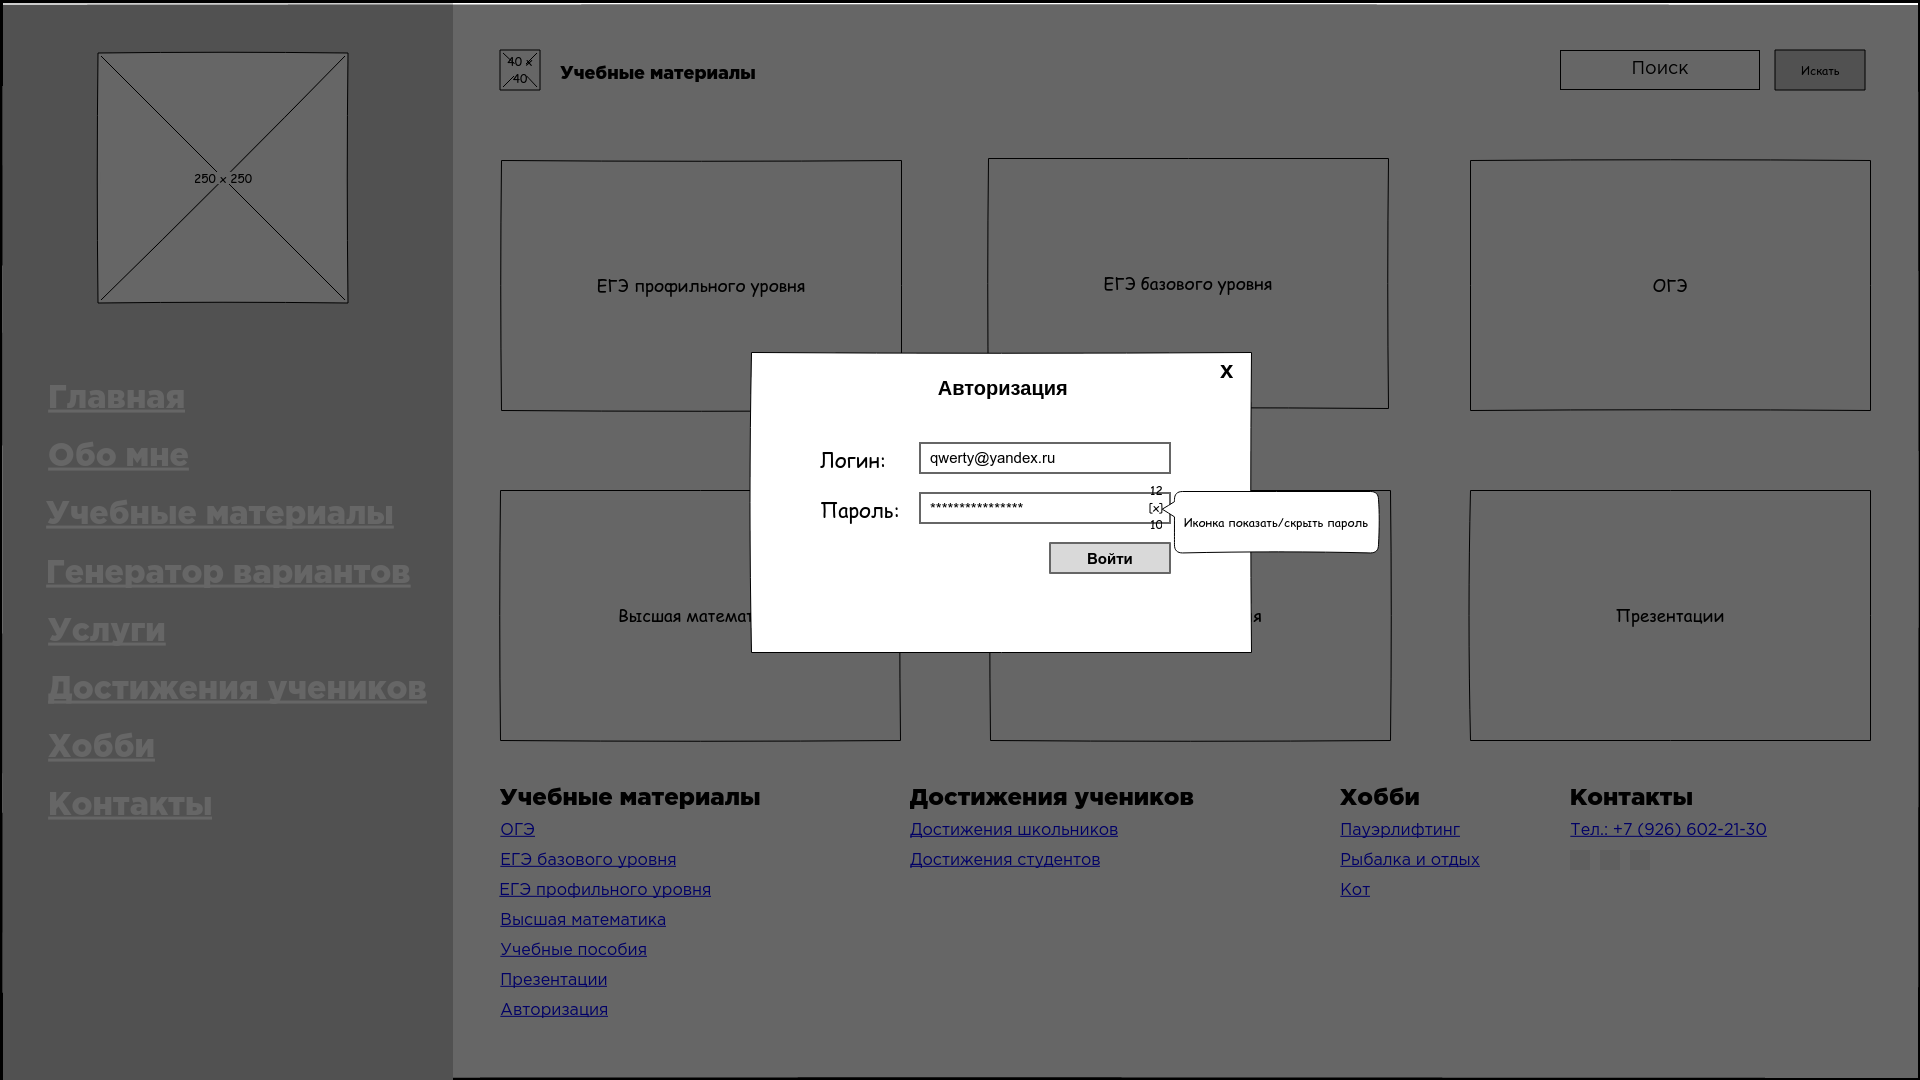 250 x 250
Главная
Обо мне
Учебные материалы
Генератор вариантов
Услуги
Достижения учеников
Хобби
Контакты
40 x
40
Учебные материалы
Поиск
Искать
ЕГЭ профильного уровня
ЕГЭ базового уровня
ОГЭ
X
Авторизация
Логин:
qwerty@yandex.ru
Пароль:
****************
12
[x]
10
Иконка показать/скрыть пароль
Войти
Высшая
Презентации
Учебные материалы
ОГЭ
ЕГЭ базового уровня
ЕГЭ профильного уровня
Высшая математика
Учебные пособия
Презентации
Авторизация
Достижения учеников
Достижения школьников
Достижения студентов
Хобби
Пауэрлифтинг
Рыбалка и отдых
Кот
Контакты
Тел.: +7 (926) 602-21-30